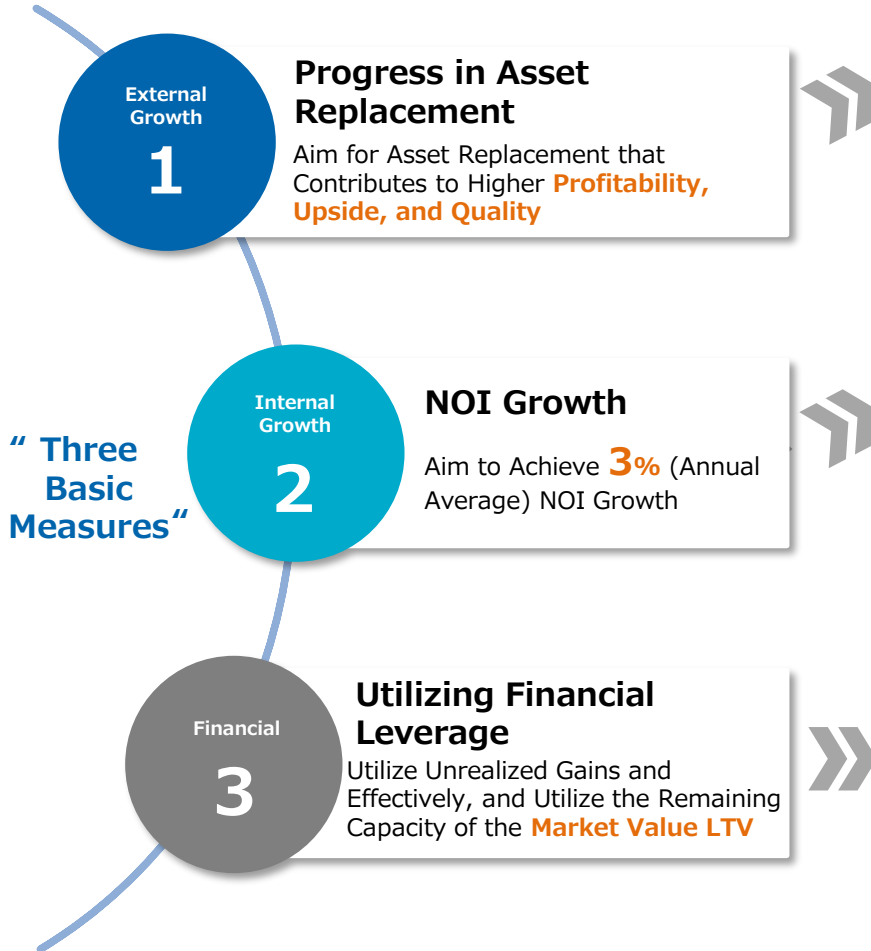 External
Growth
1
Progress in Asset
Replacement
Aim for Asset Replacement that
Contributes to Higher Profitability,
Upside, and Quality
“ Three
Basic
Measures“
Internal
Growth
2
NOI Growth
Aim to Achieve 3% (Annual
Average) NOI Growth
Financial
3
Utilizing Financial
Leverage
Utilize Unrealized Gains and
Effectively, and Utilize the Remaining
Capacity of the Market Value LTV